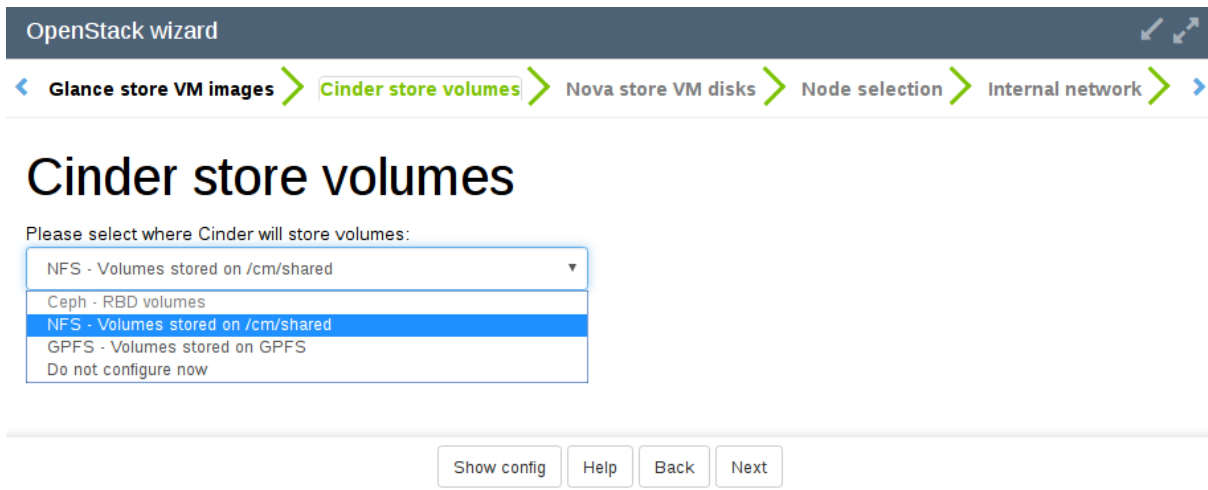 OpenStack wizard
Glance store VM images Cinder store volumes Nova store VM disks Node selection Internal network
Cinder store volumes
Please select where Cinder will store volumes:
NFS - Volumes stored on /cm/shared
Ceph - RBD volumes
NFS - Volumes stored on /cm/shared
GPFS - Volumes stored on GPFS
Do not configure now
Show config Help Back Next